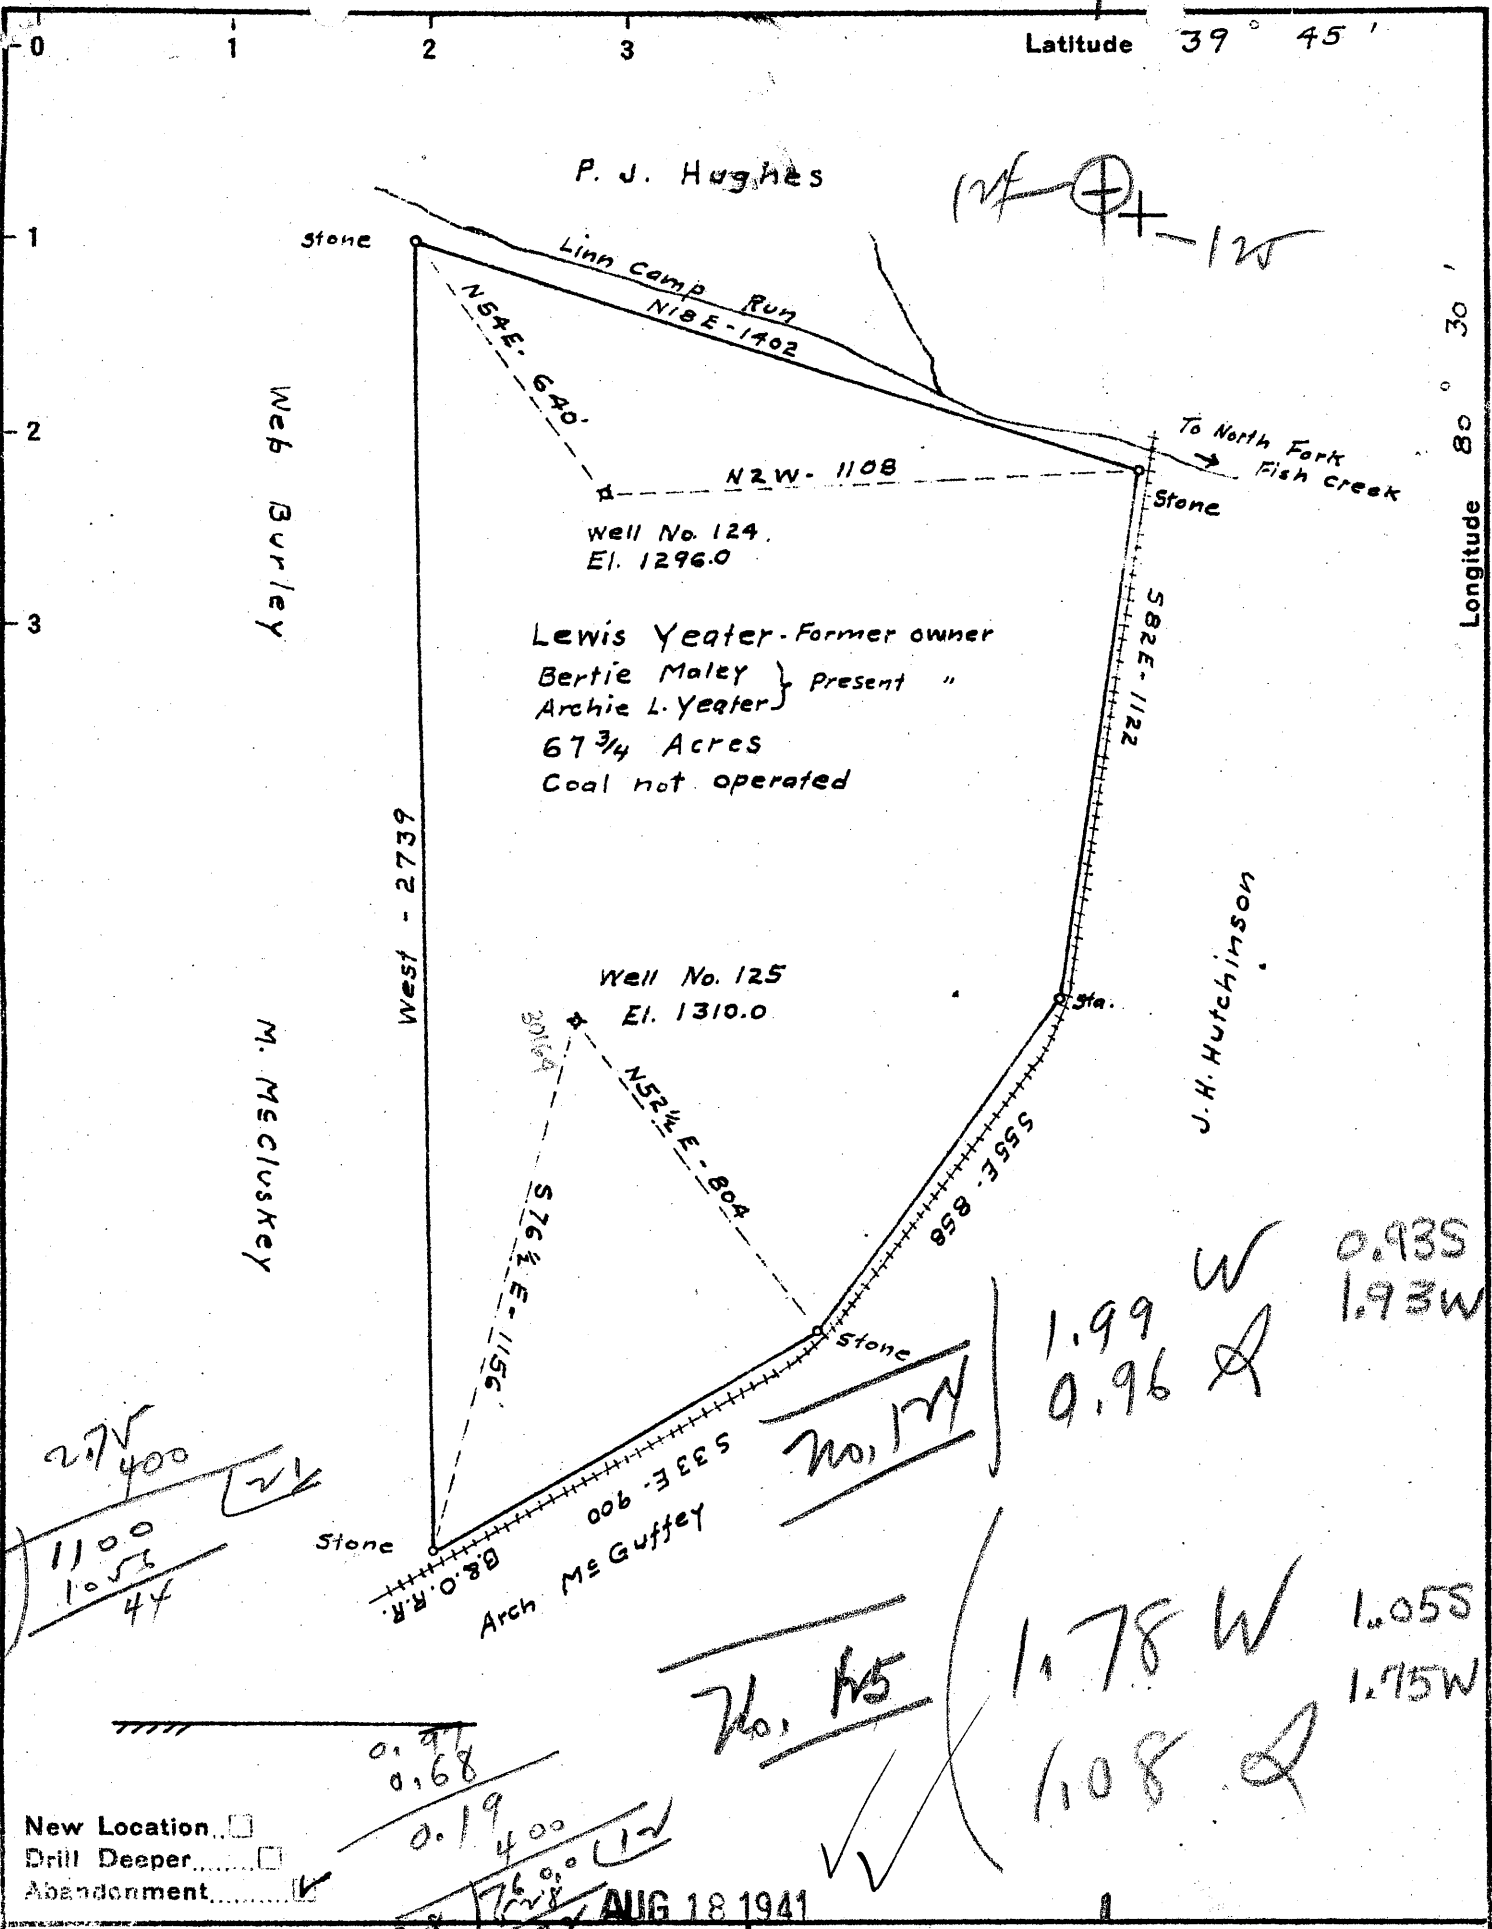 0 1 2 3 Latitude 39° 45'
P. J. Hughes
124
125
1
stone
Linn Camp Run
N18E-1402
N54E-640'
Longitude 80° 30'
2
To North Fork
Fish Creek
Stone
N2W-1108
Well No. 124
El. 1296.0
Web Burley
3
S82E-1122
Lewis Yeater-Former owner
Bertie Maley } Present "
Archie L. Yeater
67 3/4 Acres
Coal not operated
West - 2739
J.H. Hutchinson
Well No. 125
El. 1310.0
Sta.
M. McCluskey
N52½E-804
S55E-858
S76½E-1156'
0.93S
1.93W
Stone
No. 124
1.99 W
0.96 S
S33E-900
2.75
400
1100
44
Stone
B.&O.R.R.
Arch McGuffey
No. 125
1.78 W
1.08 S
1.05S
1.75W
0.68
0.19
400
New Location
Drill Deeper
Abandonment
AUG 18 1941